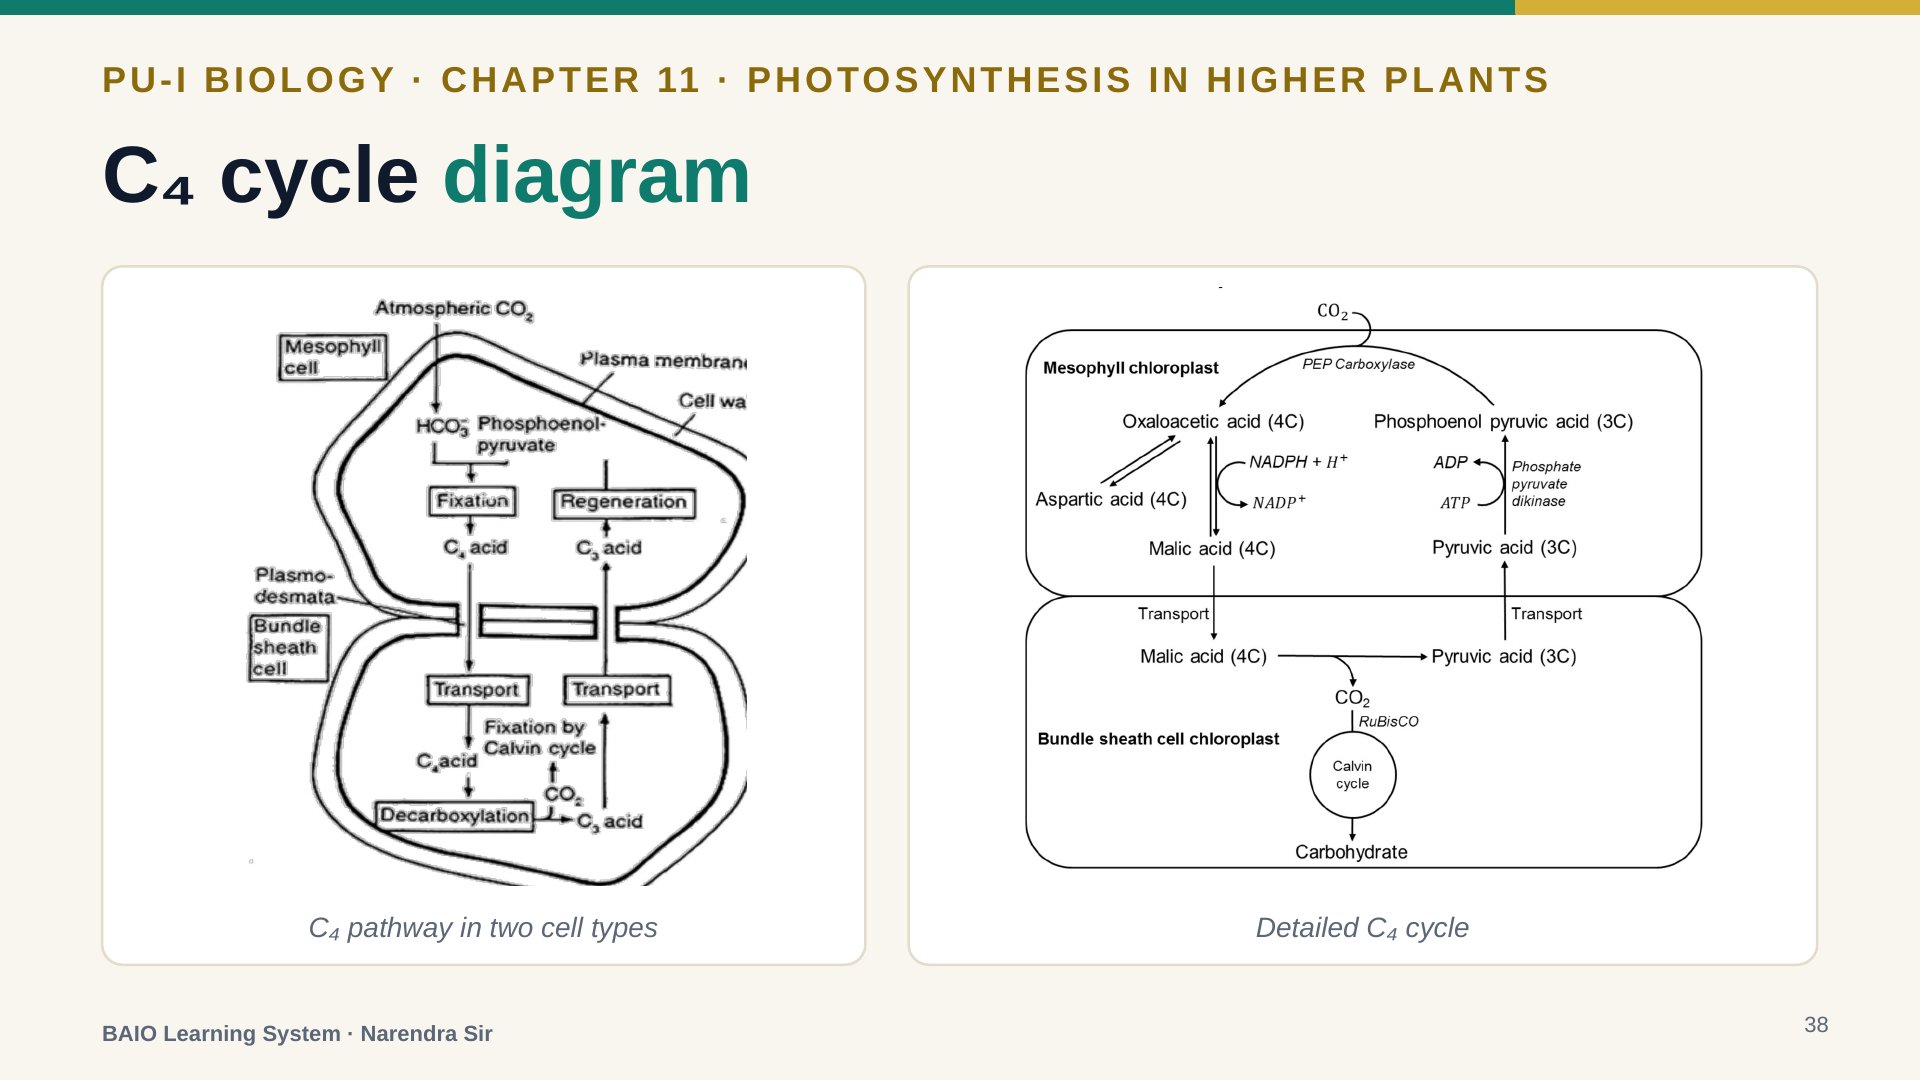 PU-I BIOLOGY · CHAPTER 11 · PHOTOSYNTHESIS IN HIGHER PLANTS
C₄ cycle diagram
Atmospheric CO₂
Mesophyll
cell
Plasma membrane
Cell wa
HCO₃⁻ Phosphoenol-
pyruvate
Fixation
Regeneration
C₄ acid
C₃ acid
Plasmo-
desmata
Bundle
sheath
cell
Transport
Transport
Fixation by
Calvin cycle
C₄acid
CO₂
Decarboxylation
C₃ acid
C₄ pathway in two cell types
CO₂
Mesophyll chloroplast
PEP Carboxylase
Oxaloacetic acid (4C)
Phosphoenol pyruvic acid (3C)
NADPH + H⁺
ADP
Phosphate
pyruvate
dikinase
Aspartic acid (4C)
NADP⁺
ATP
Malic acid (4C)
Pyruvic acid (3C)
Transport
Transport
Malic acid (4C)
Pyruvic acid (3C)
CO₂
RuBisCO
Bundle sheath cell chloroplast
Calvin
cycle
Carbohydrate
Detailed C₄ cycle
BAIO Learning System · Narendra Sir
38